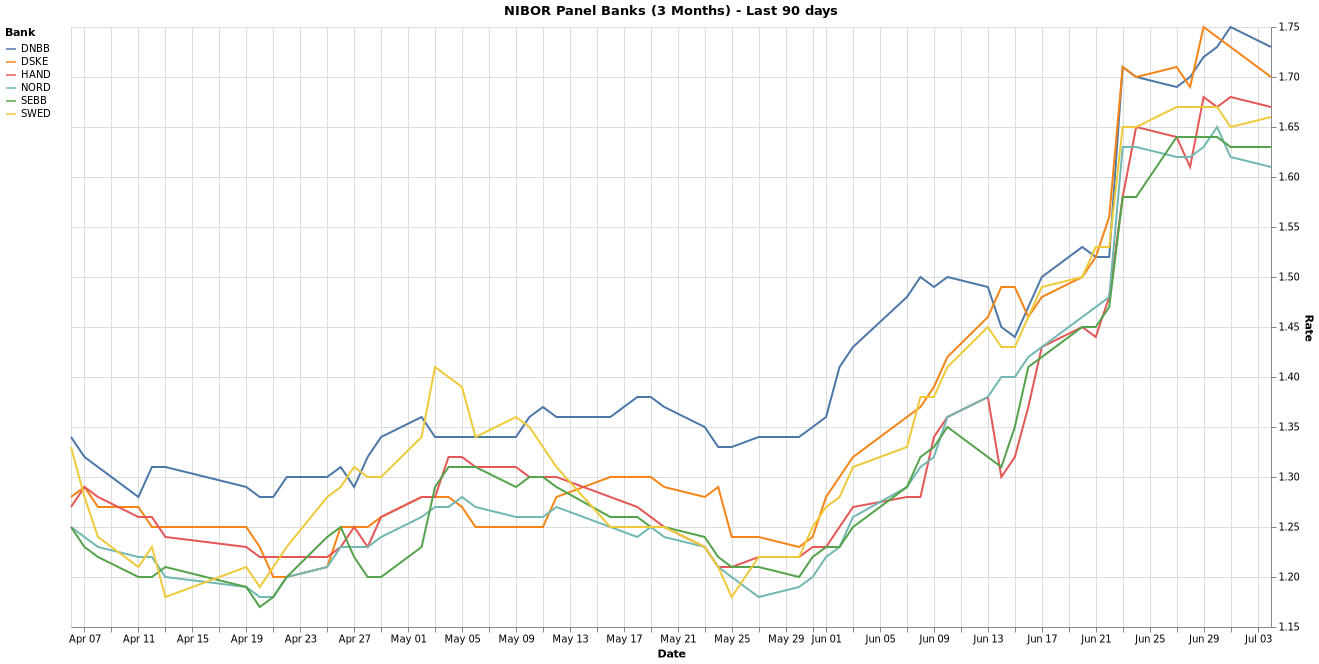 NIBOR Panel Banks (3 Months) - Last 90 days
Bank
DNBB
DSKE
HAND
NORD
SEBB
SWED
1.75
1.70
1.65
1.60
1.55
1.50
1.45
1.40
1.35
1.30
1.25
1.20
1.15
Rate
Apr 07 Apr 11 Apr 15 Apr 19 Apr 23 Apr 27 May 01 May 05 May 09 May 13 May 17 May 21 May 25 May 29 Jun 01 Jun 05 Jun 09 Jun 13 Jun 17 Jun 21 Jun 25 Jun 29 Jul 03
Date